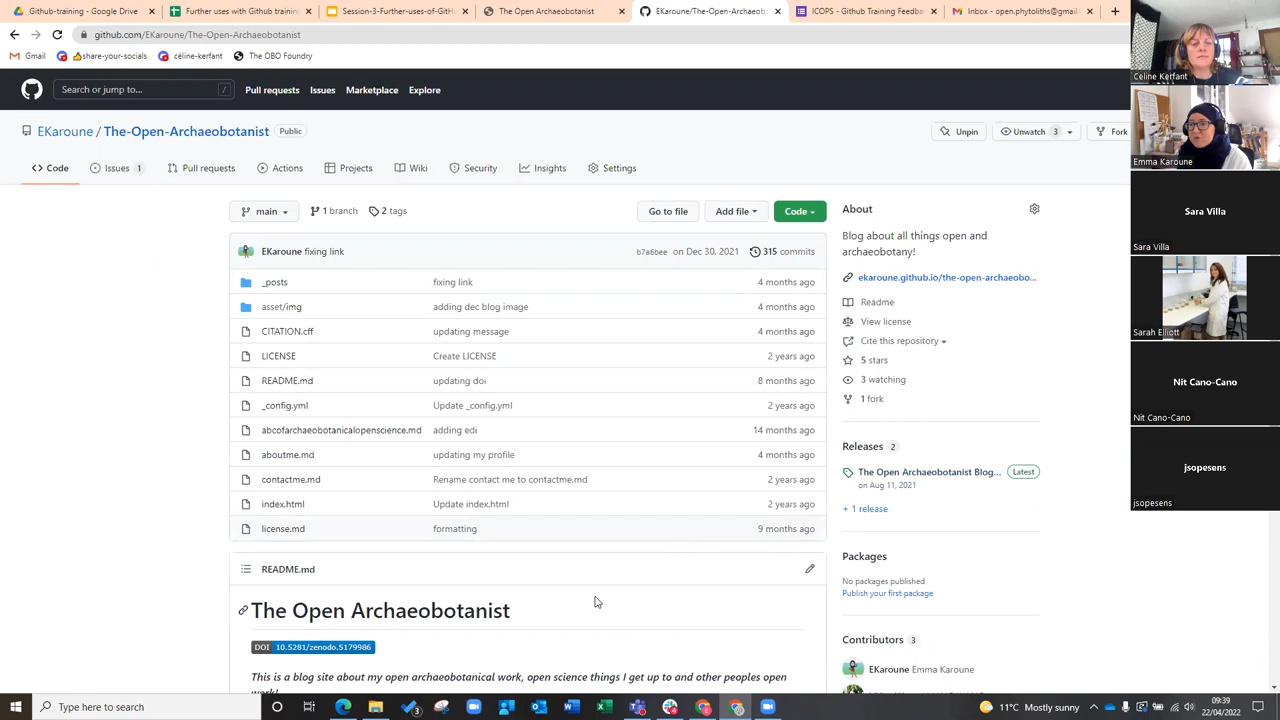 Github-training - Google Drive
Further uses with Github training
Session-3-Further-uses-of-GitH
The Open Archaeobotanist
EKaroune/The-Open-Archaeobo
ICOPS - Github Training Feedba
Inbox - open.phytoliths@gmail.
github.com/EKaroune/The-Open-Archaeobotanist
Gmail
share-your-socials
céline-kerfant
The OBO Foundry
Search or jump to...
/
Pull requests
Issues
Marketplace
Explore
EKaroune / The-Open-Archaeobotanist
Public
Unpin
Unwatch 3
Fork
Code
Issues 1
Pull requests
Actions
Projects
Wiki
Security
Insights
Settings
main
1 branch
2 tags
Go to file
Add file
Code
EKaroune fixing link
b7a6bee on Dec 30, 2021
315 commits
_posts fixing link 4 months ago
asset/img adding dec blog image 4 months ago
CITATION.cff updating message 4 months ago
LICENSE Create LICENSE 2 years ago
README.md updating doi 8 months ago
_config.yml Update _config.yml 2 years ago
abcofarchaeobotanicalopenscience.md adding edi 14 months ago
aboutme.md updating my profile 4 months ago
contactme.md Rename contact me to contactme.md 2 years ago
index.html Update index.html 2 years ago
license.md formatting 9 months ago
README.md
The Open Archaeobotanist
DOI 10.5281/zenodo.5179986
This is a blog site about my open archaeobotanical work, open science things I get up to and other peoples open
work!
About
Blog about all things open and
archaeobotany!
ekaroune.github.io/the-open-archaeobo...
Readme
View license
Cite this repository
5 stars
3 watching
1 fork
Releases 2
The Open Archaeobotanist Blog... Latest
on Aug 11, 2021
+ 1 release
Packages
No packages published
Publish your first package
Contributors 3
EKaroune Emma Karoune
Céline Kerfant
Emma Karoune
Sara Villa
Sara Villa
Sarah Elliott
Nit Cano-Cano
Nit Cano-Cano
jsopesens
jsopesens
Type here to search
3
11°C Mostly sunny
09:39
22/04/2022